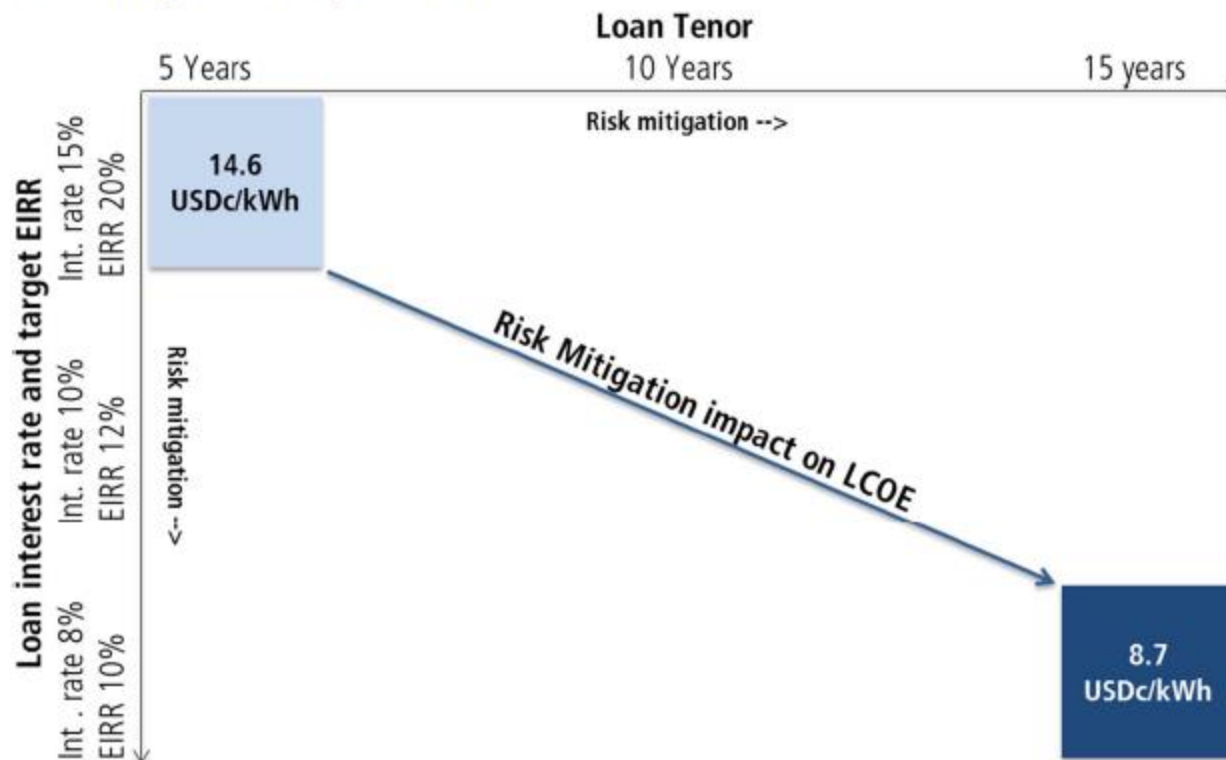 Loan Tenor
5 Years
10 Years
15 years
Risk mitigation -->
Loan interest rate and target EIRR
Int. rate 15%
EIRR 20%
Int. rate 10%
EIRR 12%
Int . rate 8%
EIRR 10%
14.6
USDc/kWh
Risk mitigation -->
Risk Mitigation impact on LCOE
8.7
USDc/kWh